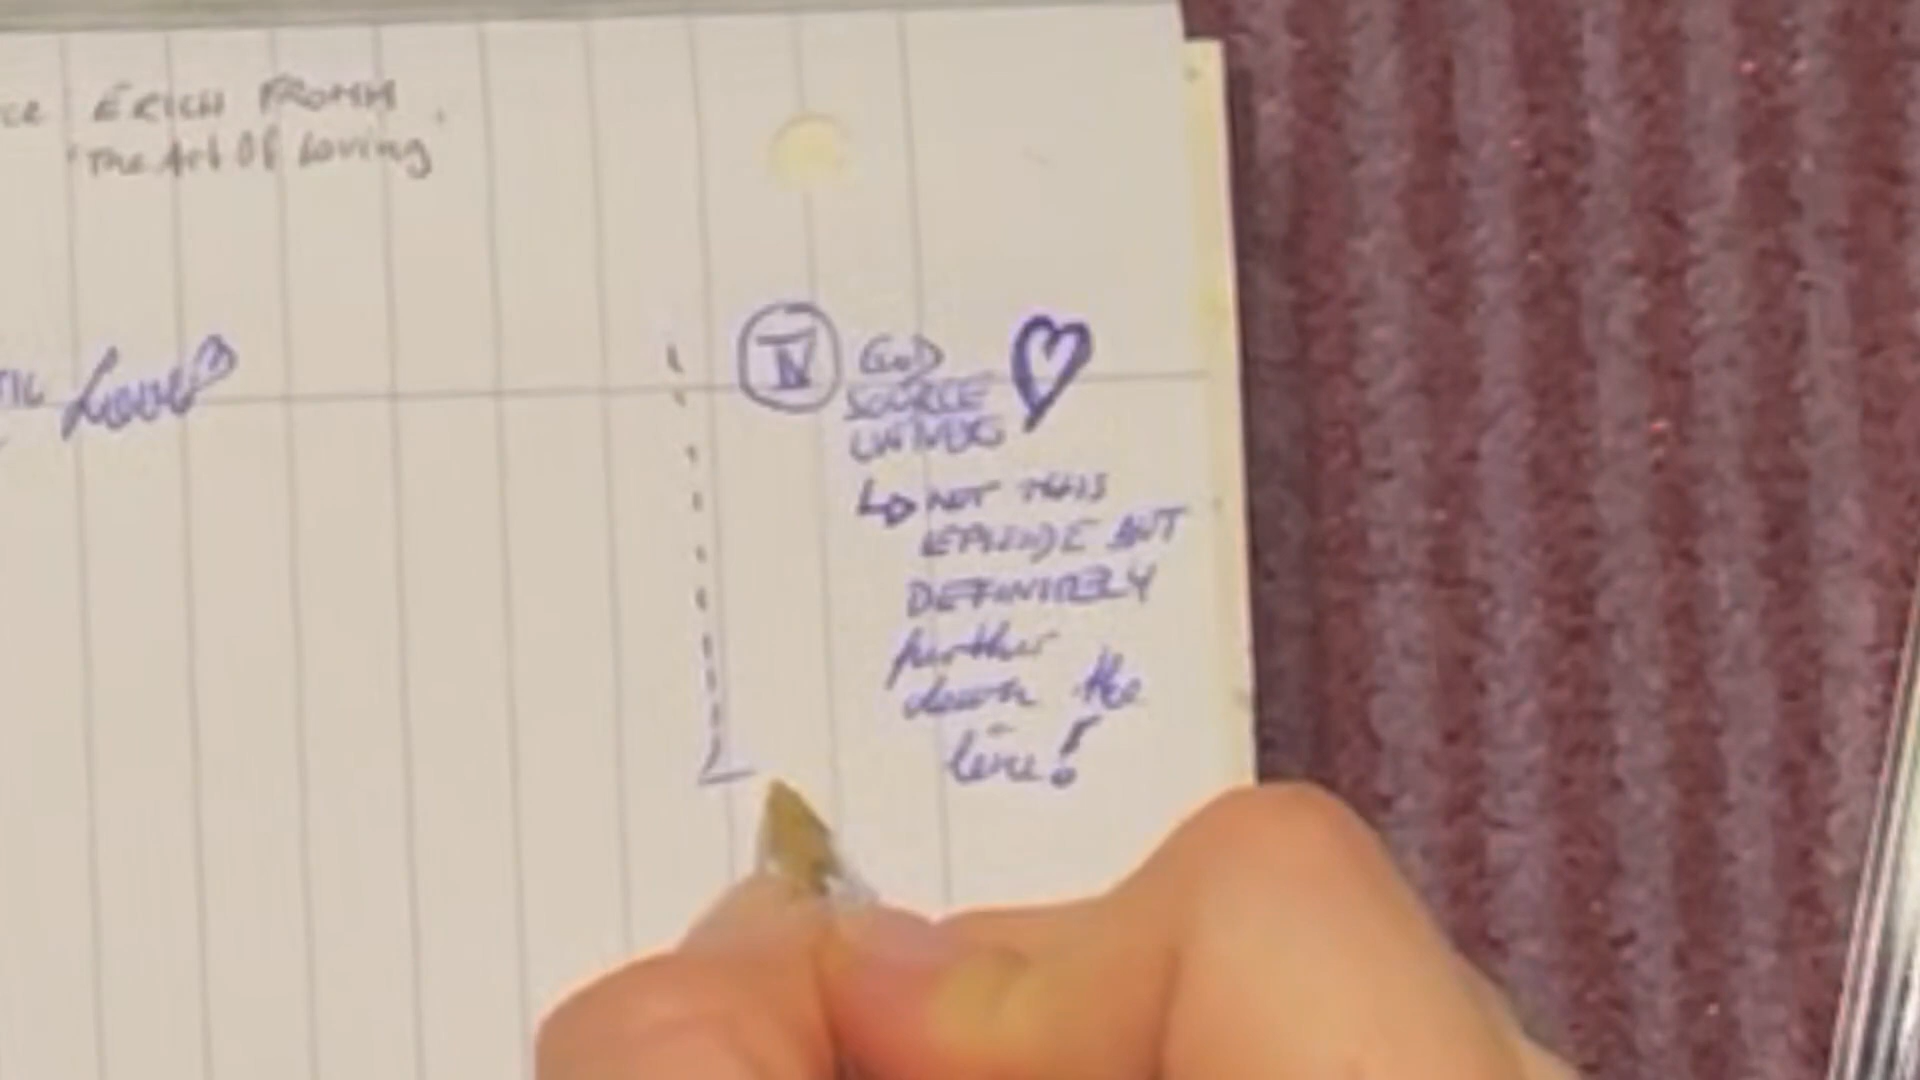 ERICH FROMM
'The Art Of Loving'
TIC Love
IV GOD
SOURCE
NOT THIS
EPISODE BUT
DEFINITELY
further
down the
line!